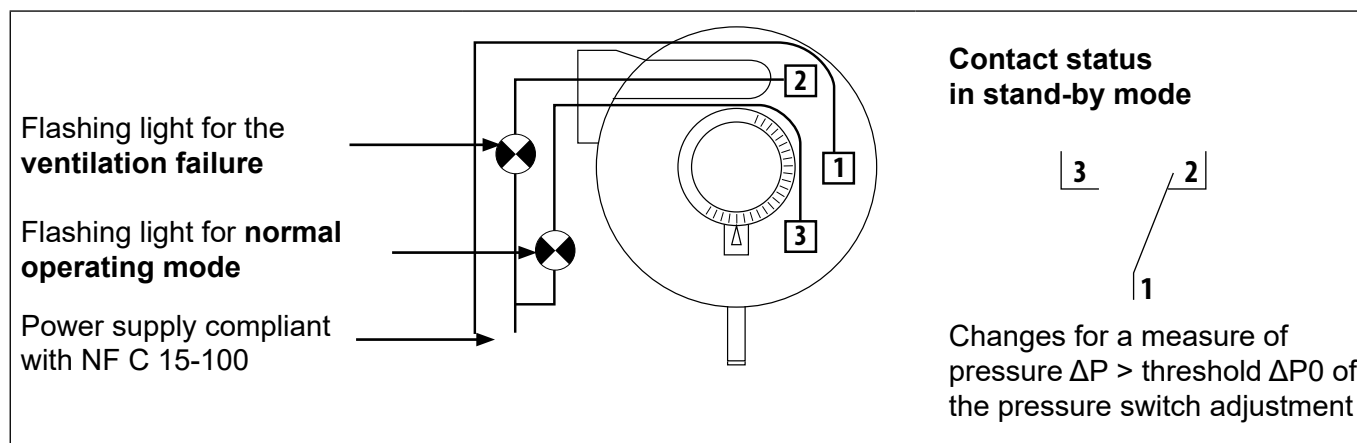 Flashing light for the
ventilation failure
Flashing light for normal
operating mode
Power supply compliant
with NF C 15-100
2
1
3
Contact status
in stand-by mode
3 2
1
Changes for a measure of
pressure ΔP > threshold ΔP0 of
the pressure switch adjustment